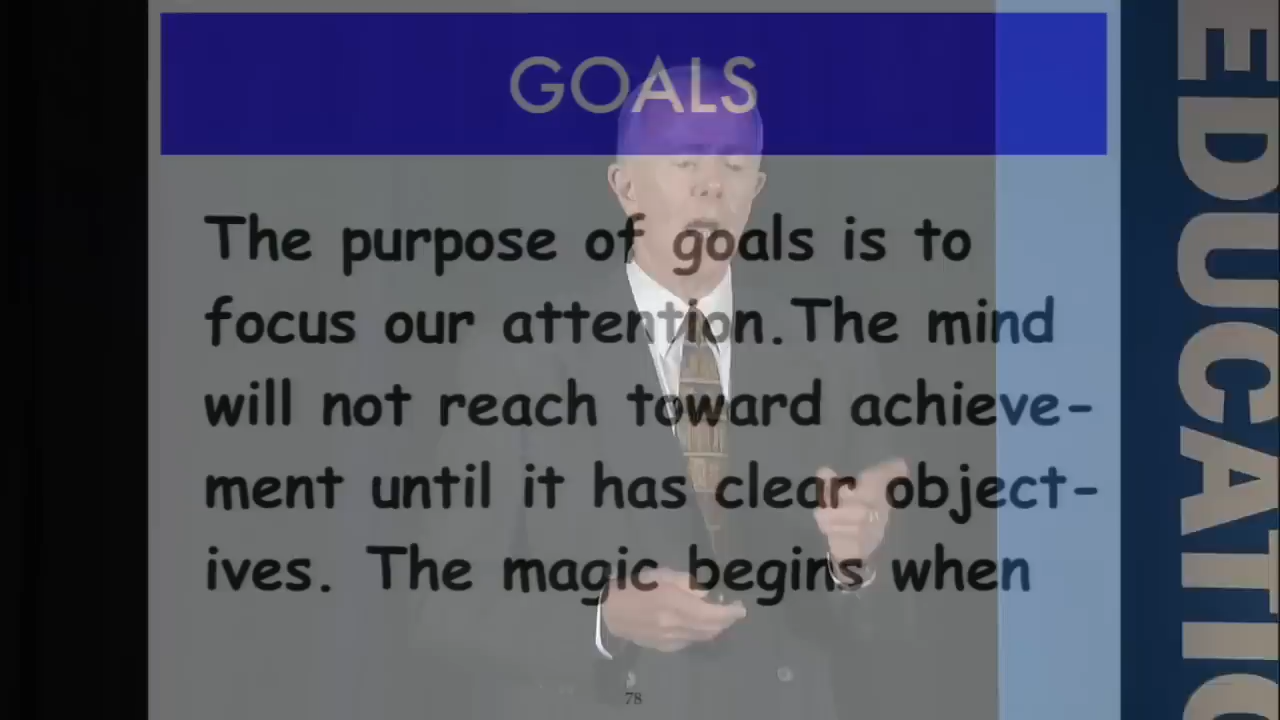 GOALS
The purpose of goals is to
focus our attention. The mind
will not reach toward achieve-
ment until it has clear object-
ives. The magic begins when
78
EDUCATIO